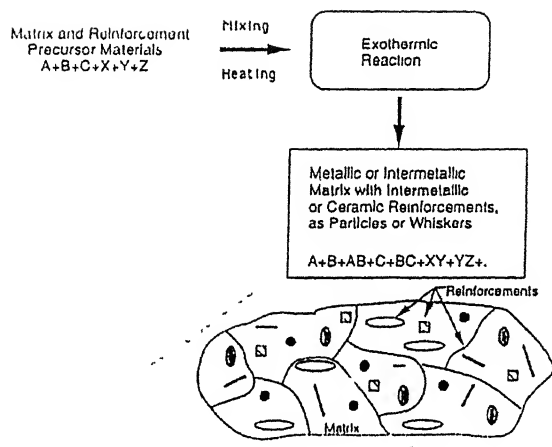 Matrix and Reinforcement
Precursor Materials
A+B+C+X+Y+Z
Mixing
Heating
Exothermic
Reaction
Metallic or Intermetallic
Matrix with Intermetallic
or Ceramic Reinforcements,
as Particles or Whiskers
A+B+AB+C+BC+XY+YZ+.
Reinforcements
Matrix